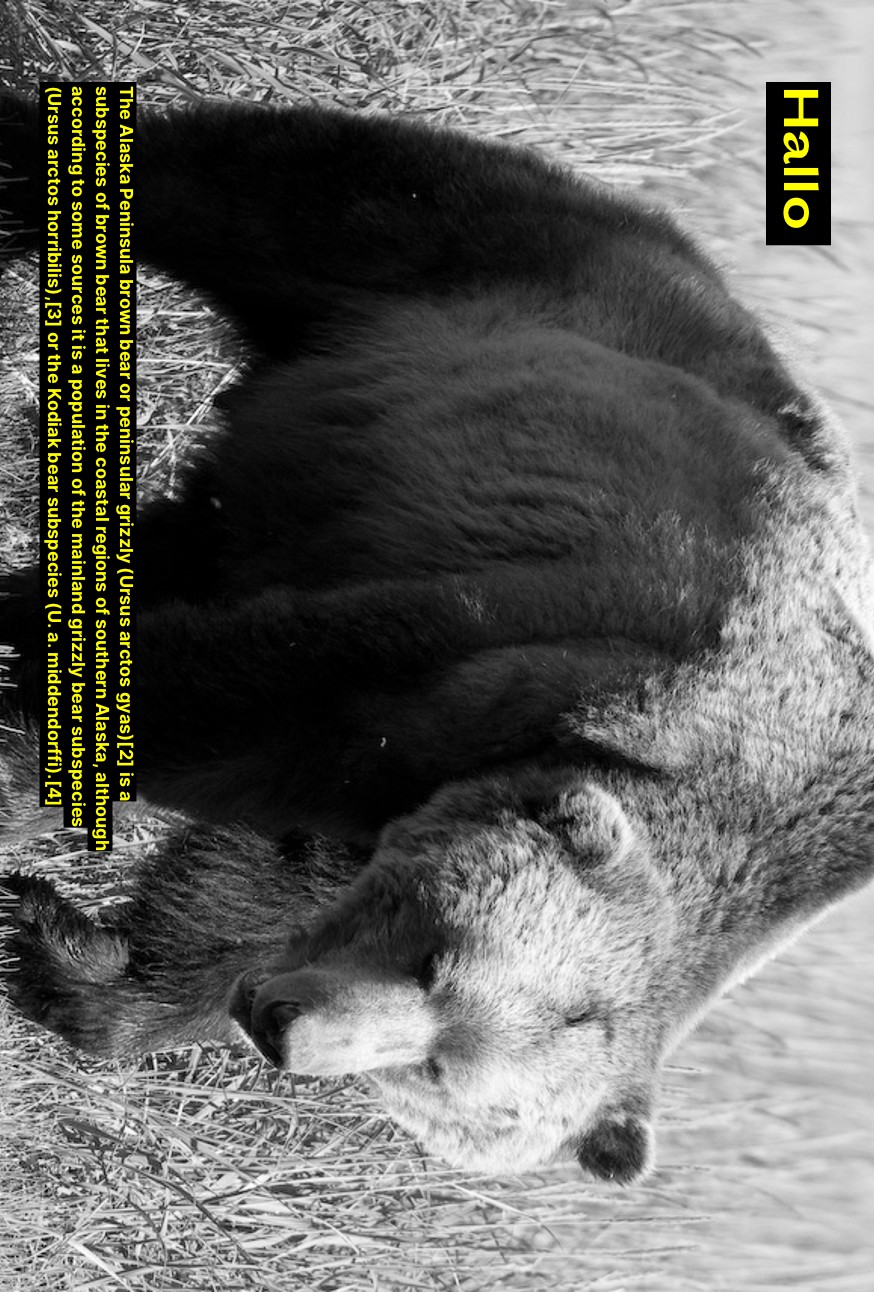 Hallo
The Alaska Peninsula brown bear or peninsular grizzly (Ursus arctos gyas)[2] is a
subspecies of brown bear that lives in the coastal regions of southern Alaska, although
according to some sources it is a population of the mainland grizzly bear subspecies
(Ursus arctos horribilis),[3] or the Kodiak bear subspecies (U. a. middendorffi).[4]